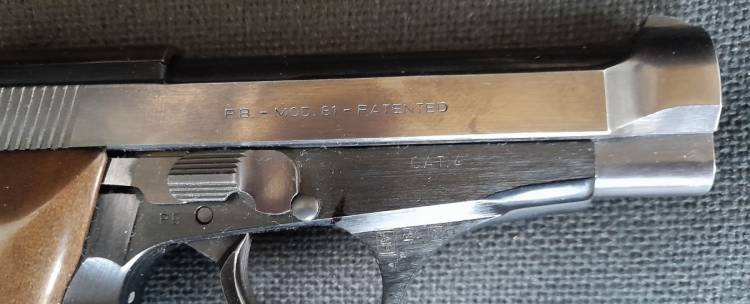 P.B. - MOD. 81 - PATENTED
CAT. 4
PB